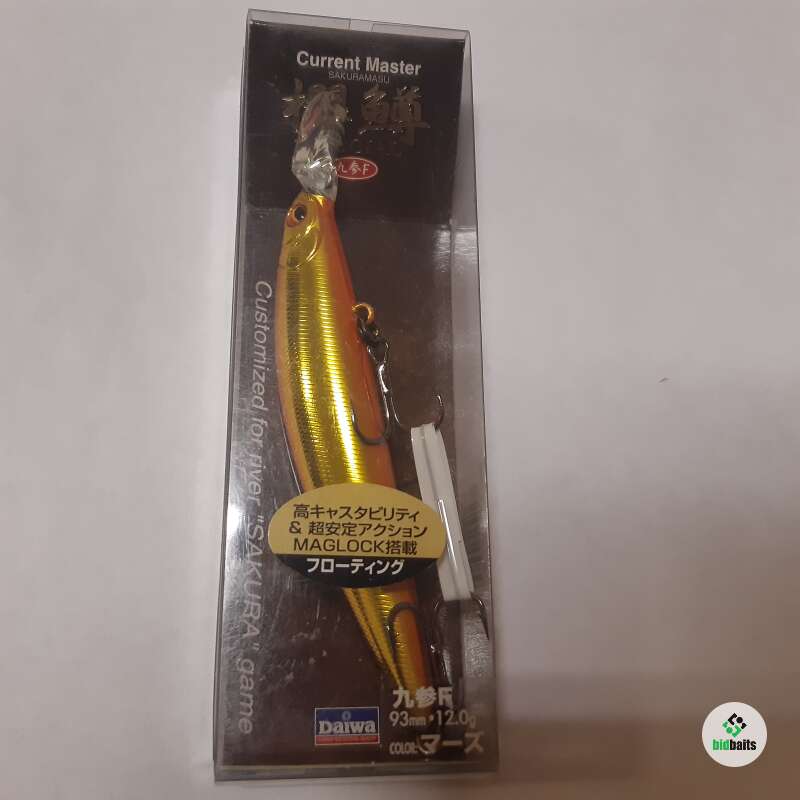 Current Master
SAKURAMASU
櫻鱒
九参F
Customized for river "SAKURA" game
高キャスタビリティ
& 超安定アクション
MAGLOCK搭載
フローティング
九参F
93mm・12.0g
COLOR: マーズ
Daiwa
bidbaits